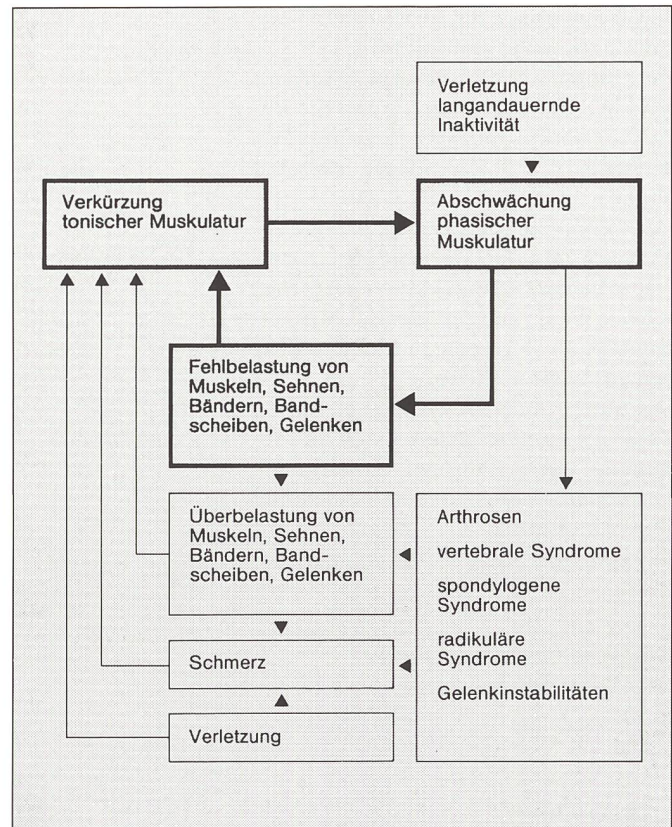 Verletzung
langandauernde
Inaktivität
Verkürzung
tonischer Muskulatur
Abschwächung
phasischer
Muskulatur
Fehlbelastung von
Muskeln, Sehnen,
Bändern, Band-
scheiben, Gelenken
Überbelastung von
Muskeln, Sehnen,
Bändern, Band-
scheiben, Gelenken
Arthrosen
vertebrale Syndrome
spondylogene
Syndrome
radikuläre
Syndrome
Gelenkinstabilitäten
Schmerz
Verletzung